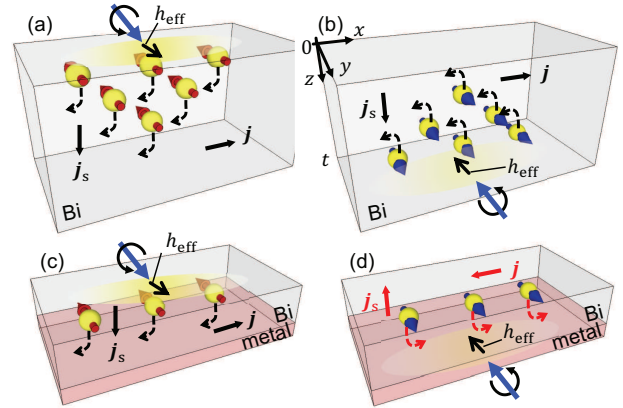 (a)
h_eff
j_s
j
Bi
(b)
0
x
y
z
t
j_s
j
h_eff
Bi
(c)
h_eff
j_s
j
Bi
metal
(d)
j
j_s
h_eff
Bi
metal